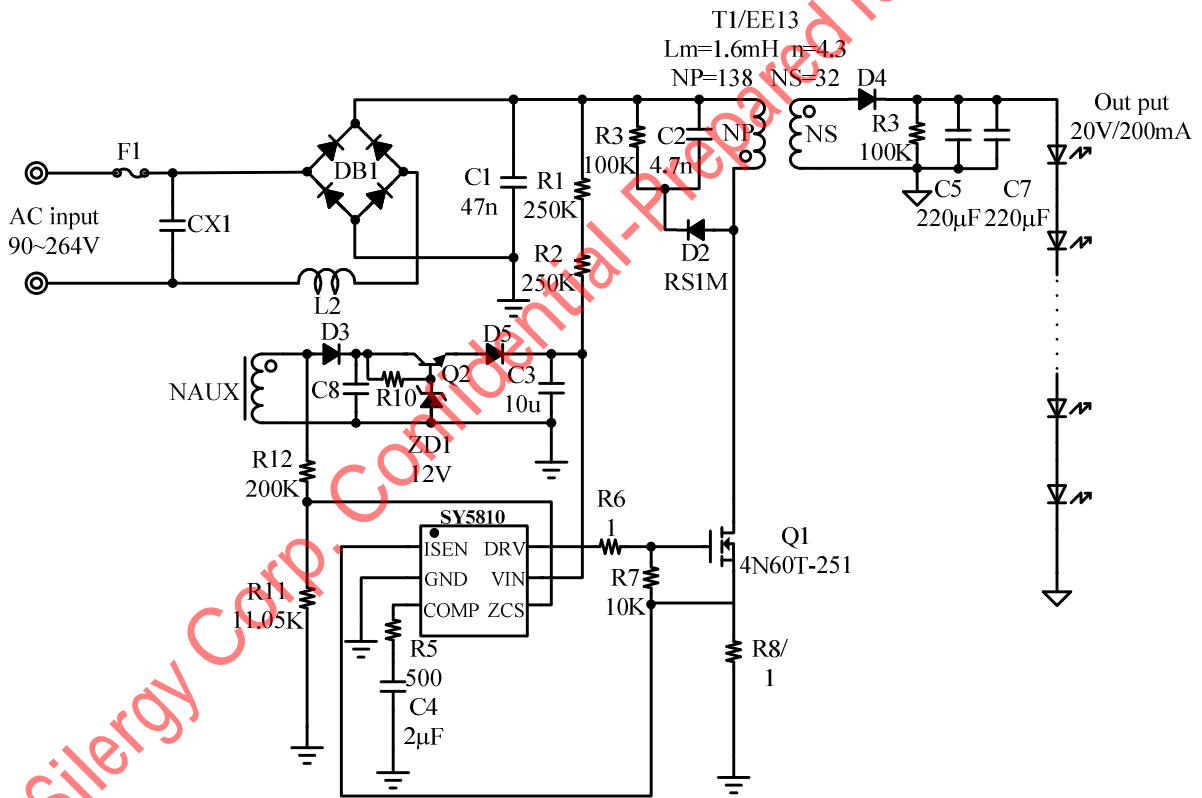 T1/EE13
Lm=1.6mH n=4.3
NP=138 NS=32
D4
Out put
20V/200mA
F1
DB1
AC input
90~264V
CX1
L2
C1
47n
R1
250K
R2
250K
R3
100K
C2
4.7n
NP
NS
R3
100K
C5
220μF
C7
220μF
D2
RS1M
NAUX
D3
C8
R10
Q2
D5
C3
10u
ZD1
12V
R12
200K
R11
11.05K
SY5810
ISEN
DRV
GND
VIN
COMP
ZCS
R5
500
C4
2μF
R6
1
R7
10K
Q1
4N60T-251
R8/
1
Silergy Corp. Confidential-Prepared